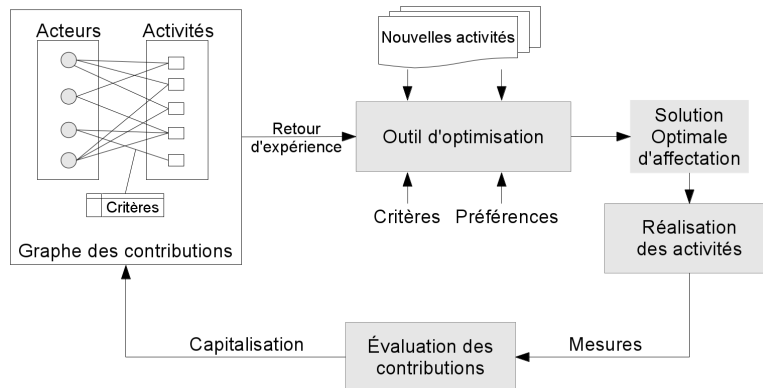 Acteurs
Activités
Critères
Graphe des contributions
Retour
d'expérience
Nouvelles activités
Outil d'optimisation
Critères
Préférences
Solution
Optimale
d'affectation
Réalisation
des activités
Mesures
Évaluation des
contributions
Capitalisation